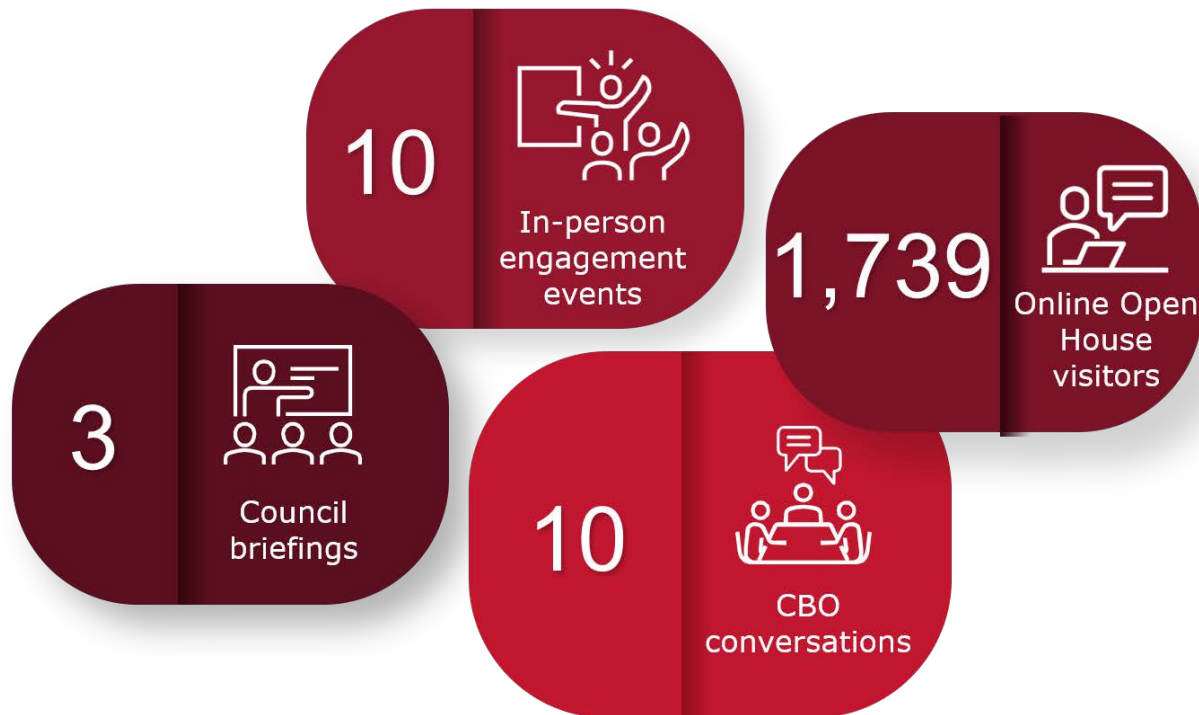 10
In-person
engagement
events
1,739
Online Open
House
visitors
3
Council
briefings
10
CBO
conversations